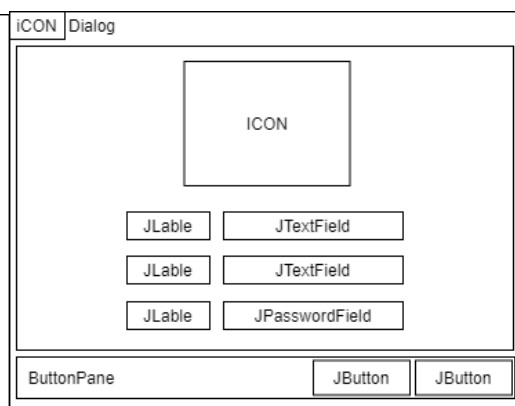 iCON Dialog
ICON
JLable JTextField
JLable JTextField
JLable JPasswordField
ButtonPane JButton JButton